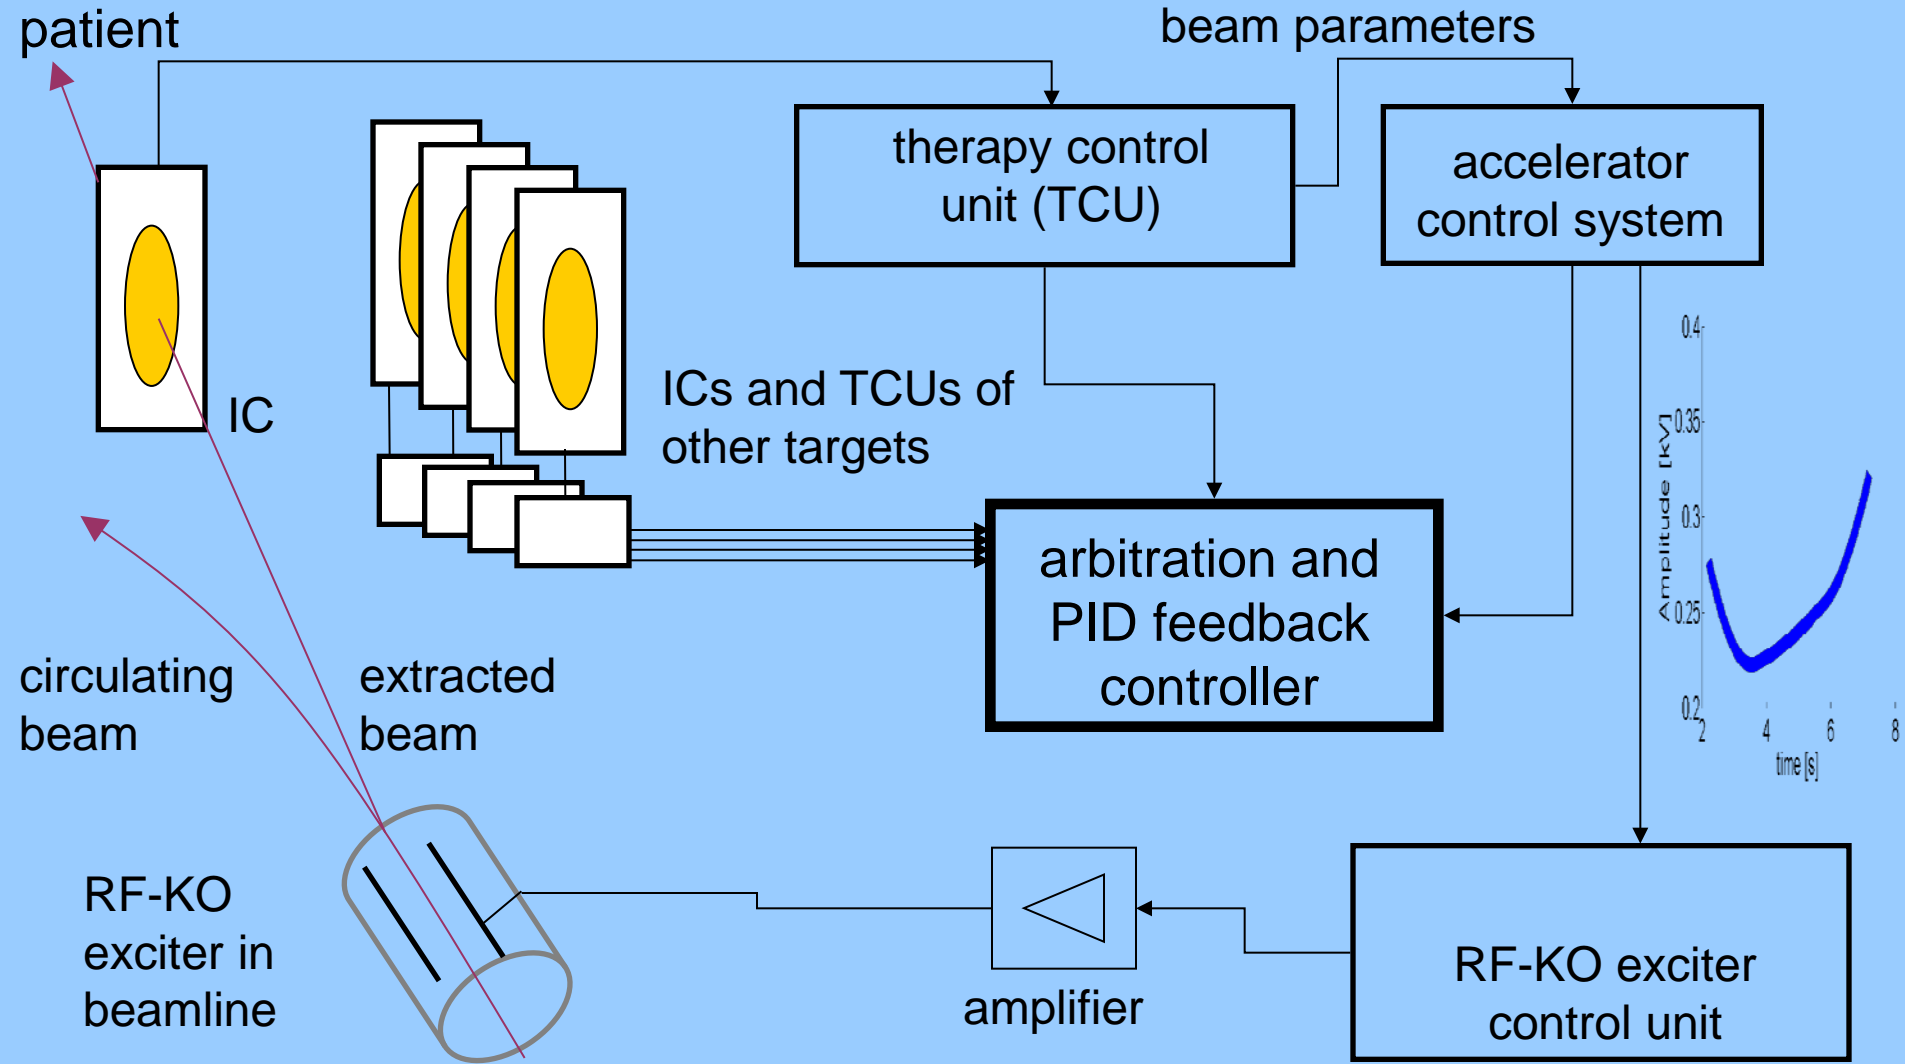 patient
beam parameters
therapy control
unit (TCU)
accelerator
control system
IC
ICs and TCUs of
other targets
arbitration and
PID feedback
controller
circulating
beam
extracted
beam
Amplitude [kV]
0.4
0.35
0.3
0.25
0.2
2
4
6
8
time [s]
RF-KO
exciter in
beamline
amplifier
RF-KO exciter
control unit